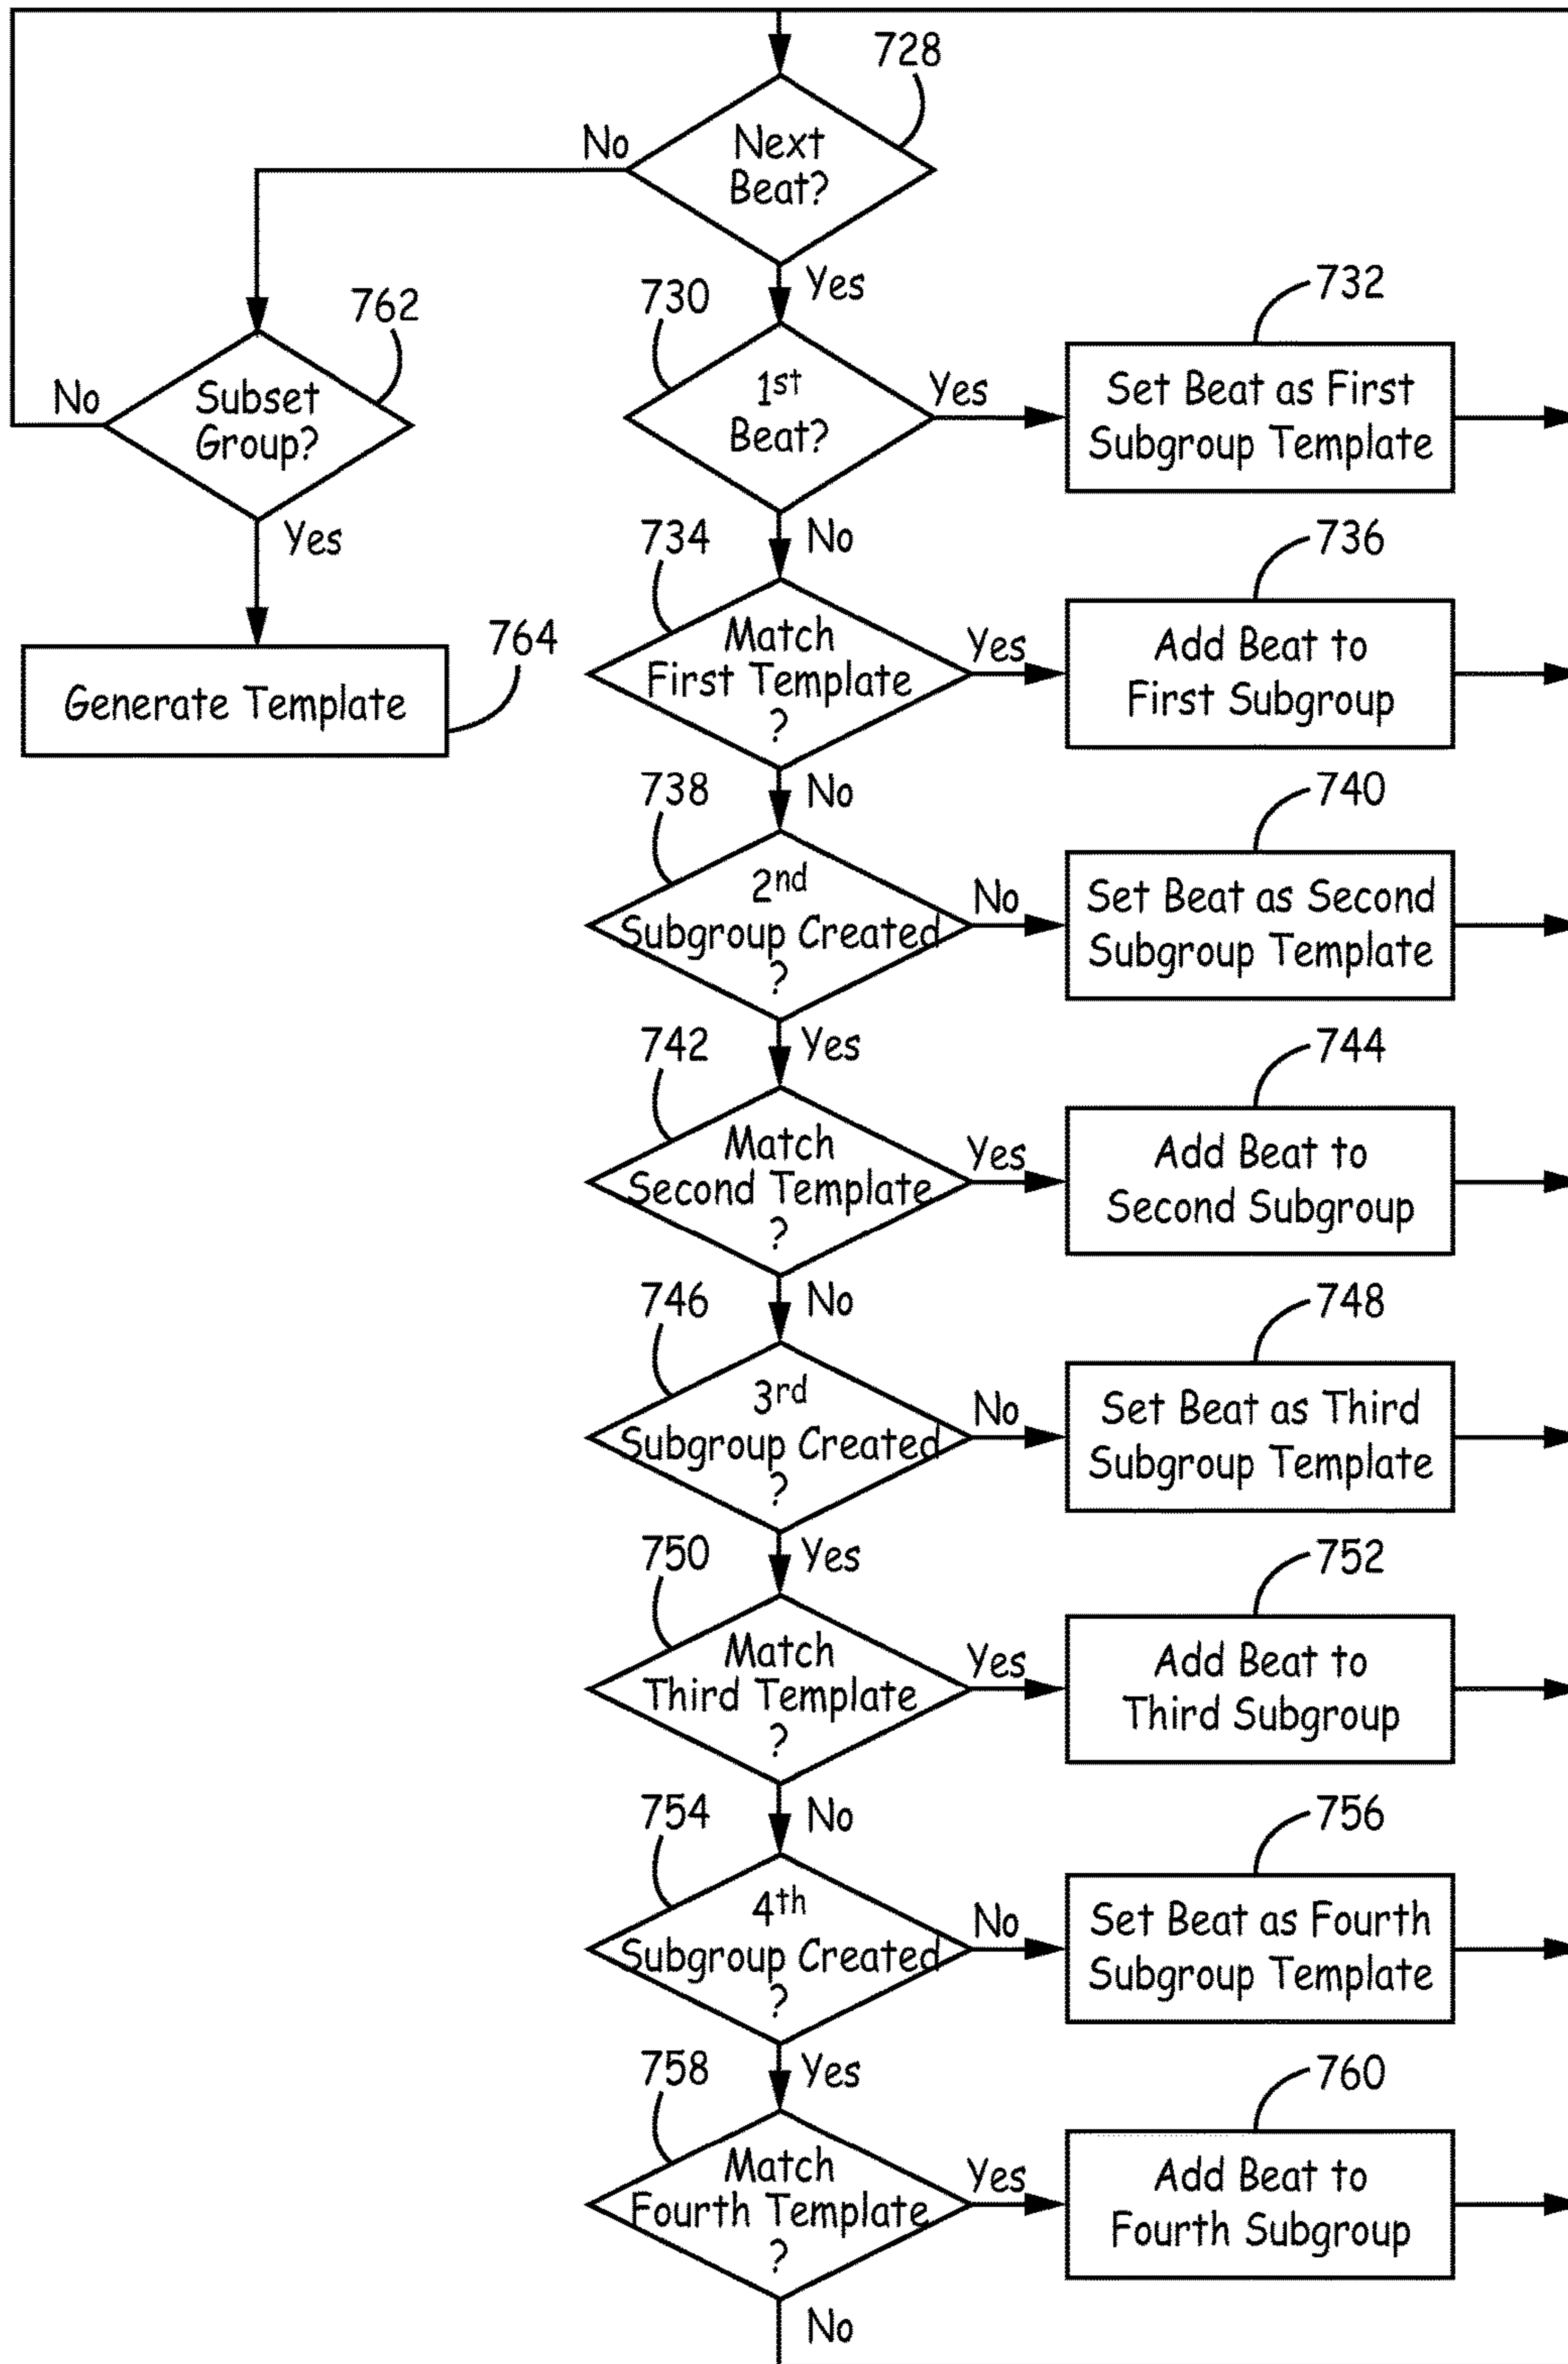 728
Next
Beat?
No
Yes
762
Subset
Group?
No
Yes
764
Generate Template
730
1st
Beat?
Yes
No
732
Set Beat as First
Subgroup Template
734
Match
First Template
?
Yes
No
736
Add Beat to
First Subgroup
738
2nd
Subgroup Created
?
No
Yes
740
Set Beat as Second
Subgroup Template
742
Match
Second Template
?
Yes
No
744
Add Beat to
Second Subgroup
746
3rd
Subgroup Created
?
No
Yes
748
Set Beat as Third
Subgroup Template
750
Match
Third Template
?
Yes
No
752
Add Beat to
Third Subgroup
754
4th
Subgroup Created
?
No
Yes
756
Set Beat as Fourth
Subgroup Template
758
Match
Fourth Template
?
Yes
No
760
Add Beat to
Fourth Subgroup